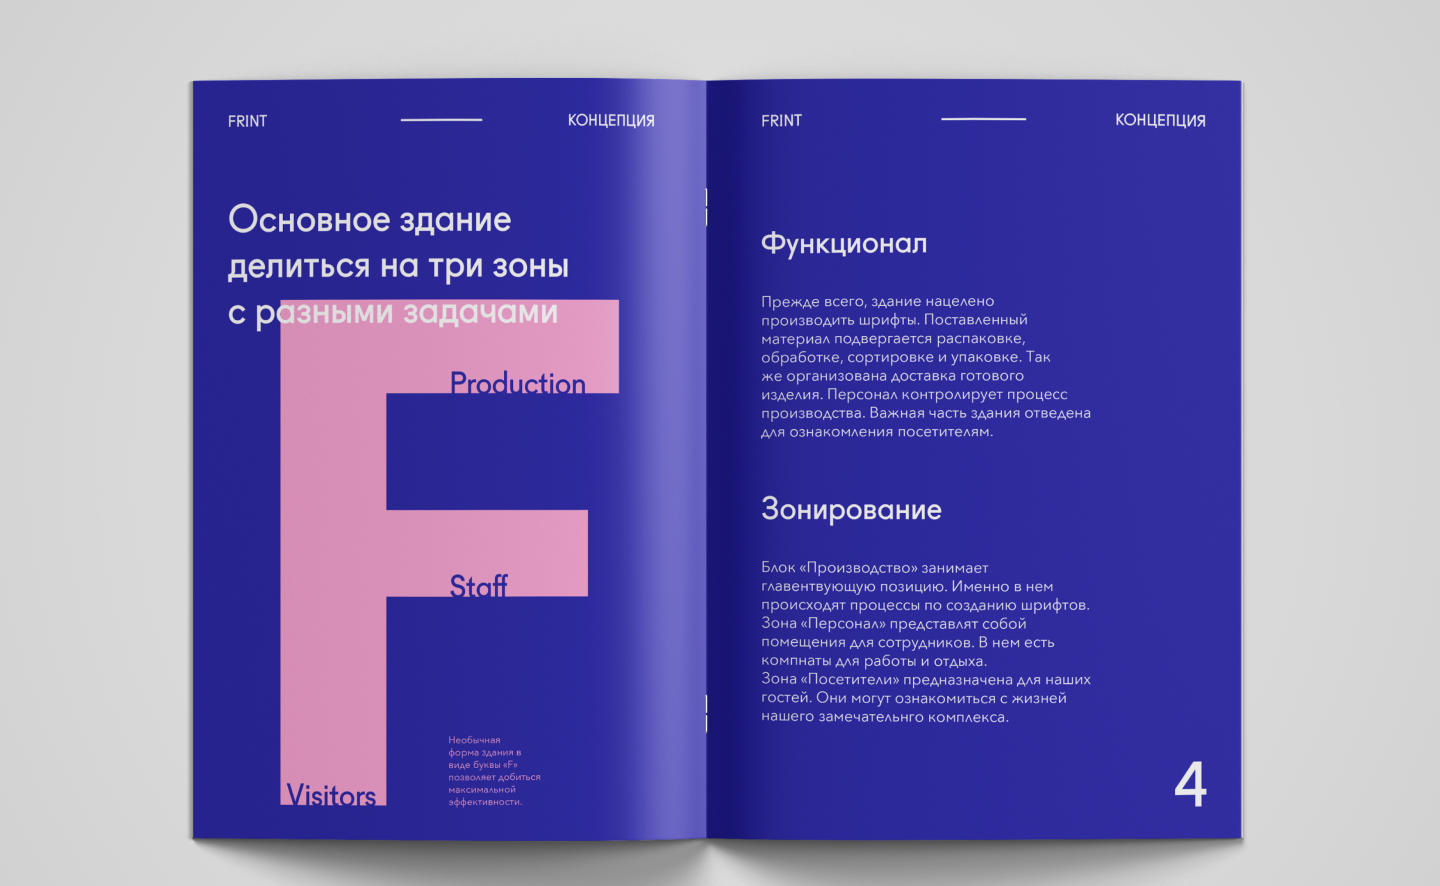 FRINT
КОНЦЕПЦИЯ
Основное здание
делиться на три зоны
с разными задачами
Production
Staff
Visitors
Необычная
форма здания в
виде буквы «F»
позволяет добиться
максимальной
эффективности.
FRINT
КОНЦЕПЦИЯ
Функционал
Прежде всего, здание нацелено
производить шрифты. Поставленный
материал подвергается распаковке,
обработке, сортировке и упаковке. Так
же организована доставка готового
изделия. Персонал контролирует процесс
производства. Важная часть здания отведена
для ознакомления посетителям.
Зонирование
Блок «Производство» занимает
главентвующую позицию. Именно в нем
происходят процессы по созданию шрифтов.
Зона «Персонал» представлят собой
помещения для сотрудников. В нем есть
компнаты для работы и отдыха.
Зона «Посетители» предназначена для наших
гостей. Они могут ознакомиться с жизней
нашего замечательнго комплекса.
4